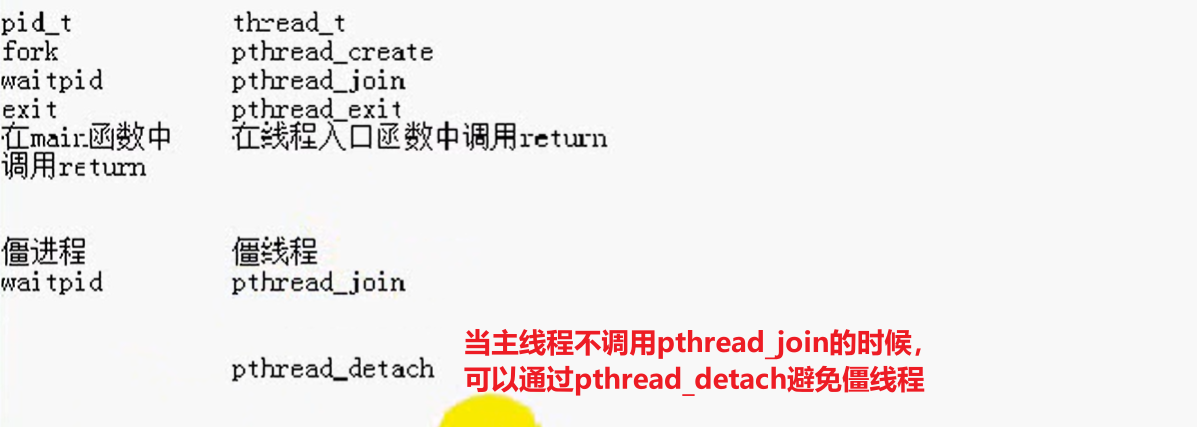 pid_t thread_t
fork pthread_create
waitpid pthread_join
exit pthread_exit
在main函数中 在线程入口函数中调用return
调用return
僵进程 僵线程
waitpid pthread_join
pthread_detach
当主线程不调用pthread_join的时候,
可以通过pthread_detach避免僵线程